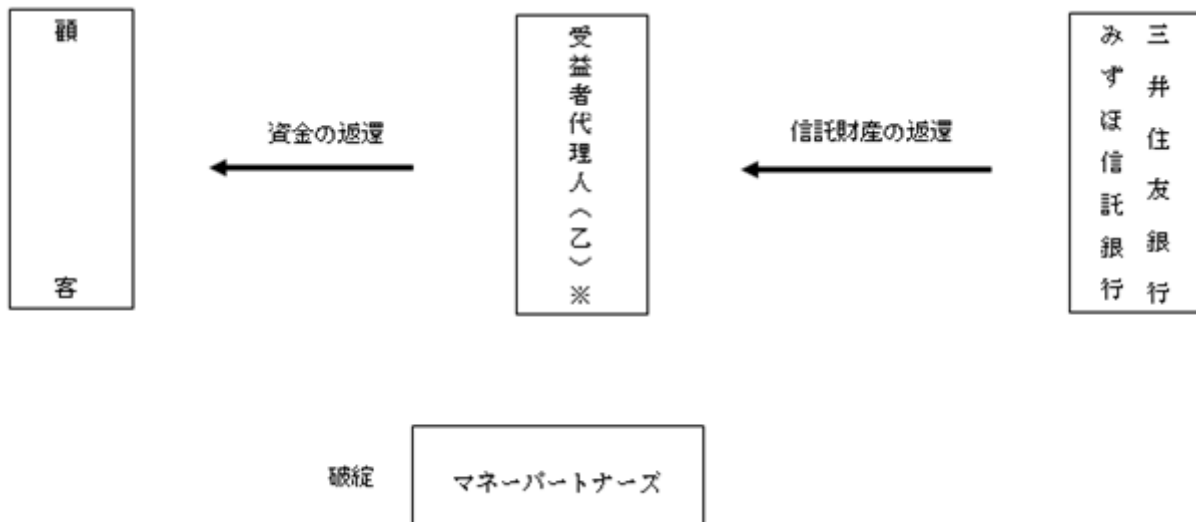 顧客
資金の返還
受益者代理人（乙）※
信託財産の返還
三井住友銀行
みずほ信託銀行
破綻
マネーパートナーズ